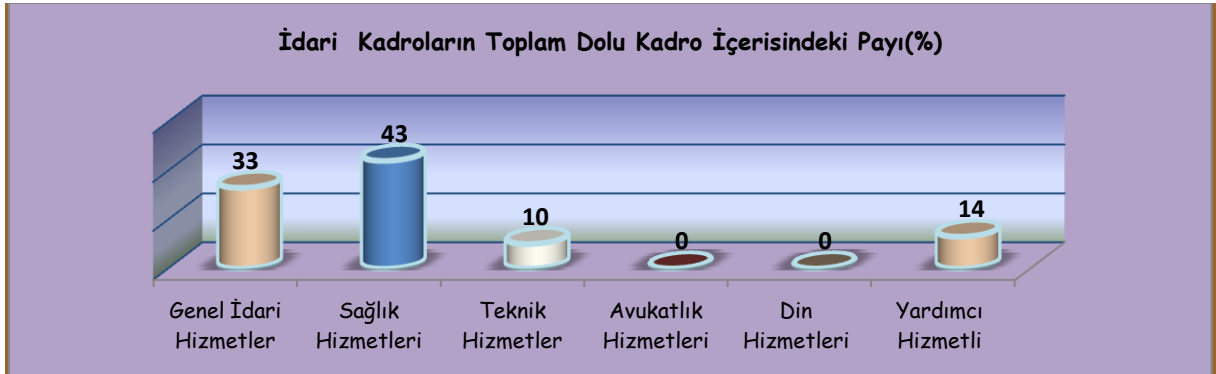 İdari Kadroların Toplam Dolu Kadro İçerisindeki Payı(%)
33
43
10
0
0
14
Genel İdari
Hizmetler
Sağlık
Hizmetleri
Teknik
Hizmetler
Avukatlık
Hizmetleri
Din
Hizmetleri
Yardımcı
Hizmetli